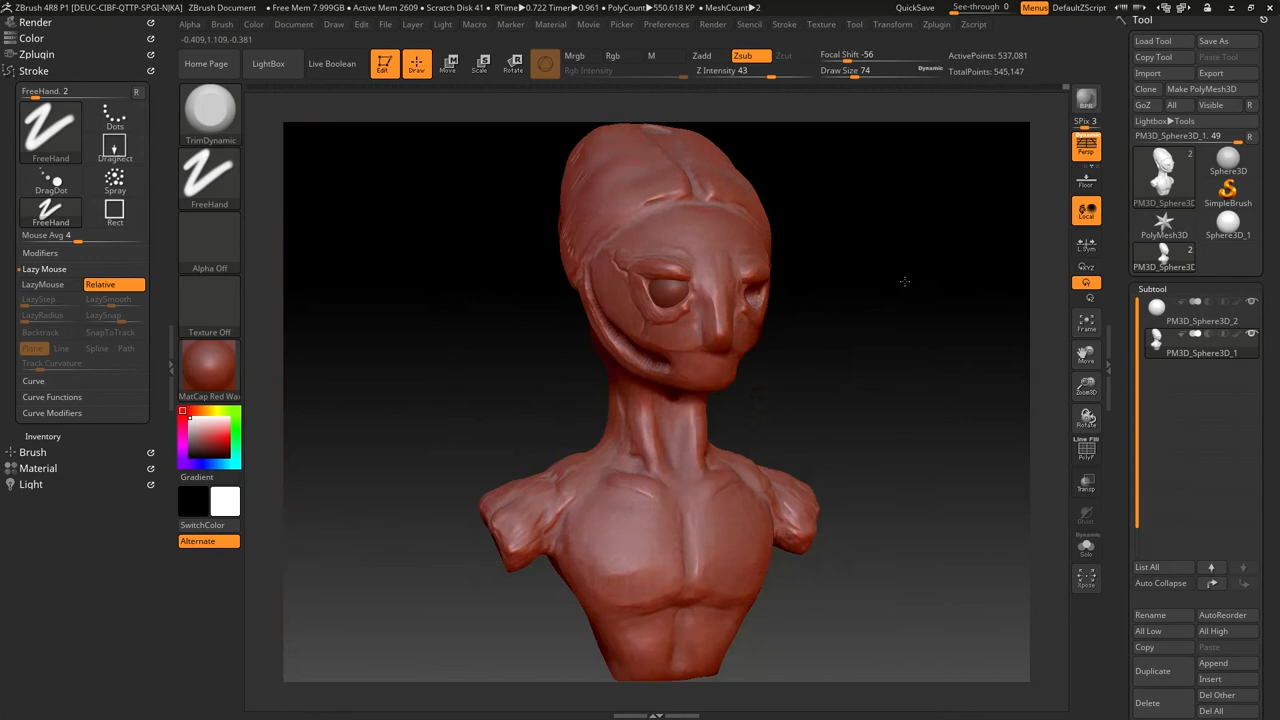 ZBrush 4R8 P1 [DEUC-CIBF-QTTP-SPGI-NJKA] ZBrush Document • Free Mem 7.999GB • Active Mem 2609 • Scratch Disk 41 • RTime▶0.722 Timer▶0.961 • PolyCount▶550.618 KP • MeshCount▶2 QuickSave See-through 0 Menus DefaultZScript
Render
Alpha Brush Color Document Draw Edit File Layer Light Macro Marker Material Movie Picker Preferences Render Stencil Stroke Texture Tool Transform Zplugin Zscript
Tool
Color
-0.409,1.109,-0.381
Load Tool Save As
Zplugin
Copy Tool Paste Tool
Stroke
Home Page LightBox Live Boolean Edit Draw Move Scale Rotate
Mrgb Rgb M Zadd Zsub Zcut Focal Shift -56 ActivePoints: 537,081
Rgb Intensity Z Intensity 43 Draw Size 74 Dynamic TotalPoints: 545,147
Import Export
Clone Make PolyMesh3D
GoZ All Visible R
Lightbox▶Tools
PM3D_Sphere3D_1. 49 R
FreeHand. 2 R
Dots
FreeHand DragRect
DragDot Spray
FreeHand Rect
Mouse Avg 4
Modifiers
Lazy Mouse
LazyMouse Relative
LazyStep LazySmooth
LazyRadius LazySnap
Backtrack SnapToTrack
Plane Line Spline Path
Track Curvature
Curve
Curve Functions
Curve Modifiers
Inventory
Brush
Material
Light
TrimDynamic
FreeHand
Alpha Off
Texture Off
MatCap Red Wa
Gradient
SwitchColor
Alternate
BPR
SPix 3
Dynamic
Persp
Floor
Local
L.Sym
Frame
Move
Zoom3D
Rotate
Line Fill
PolyF
Transp
Ghost
Dynamic
Solo
Xpose
2
Sphere3D
PM3D_Sphere3D SimpleBrush
PolyMesh3D Sphere3D_1
2
PM3D_Sphere3D
Subtool
PM3D_Sphere3D_2
PM3D_Sphere3D_1
List All
Auto Collapse
Rename AutoReorder
All Low All High
Copy Paste
Duplicate Append
Insert
Delete Del Other
Del All